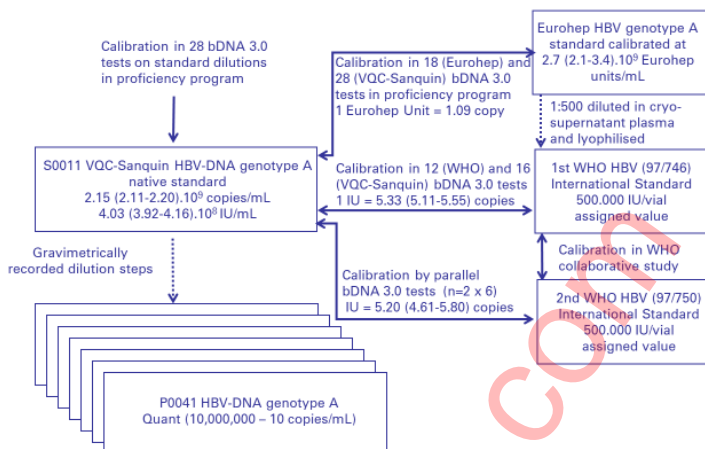 Calibration in 28 bDNA 3.0
tests on standard dilutions
in proficiency program
Calibration in 18 (Eurohep) and
28 (VQC-Sanquin) bDNA 3.0
tests in proficiency program
1 Eurohep Unit = 1.09 copy
Eurohep HBV genotype A
standard calibrated at
2.7 (2.1-3.4).10⁹ Eurohep
units/mL
1:500 diluted in cryo-
supernatant plasma
and lyophilised
S0011 VQC-Sanquin HBV-DNA genotype A
native standard
2.15 (2.11-2.20).10⁹ copies/mL
4.03 (3.92-4.16).10⁸ IU/mL
Calibration in 12 (WHO) and 16
(VQC-Sanquin) bDNA 3.0 tests
1 IU = 5.33 (5.11-5.55) copies
1st WHO HBV (97/746)
International Standard
500.000 IU/vial
assigned value
Gravimetrically
recorded dilution steps
Calibration in WHO
collaborative study
Calibration by parallel
bDNA 3.0 tests (n=2 x 6)
IU = 5.20 (4.61-5.80) copies
2nd WHO HBV (97/750)
International Standard
500.000 IU/vial
assigned value
P0041 HBV-DNA genotype A
Quant (10,000,000 – 10 copies/mL)
com